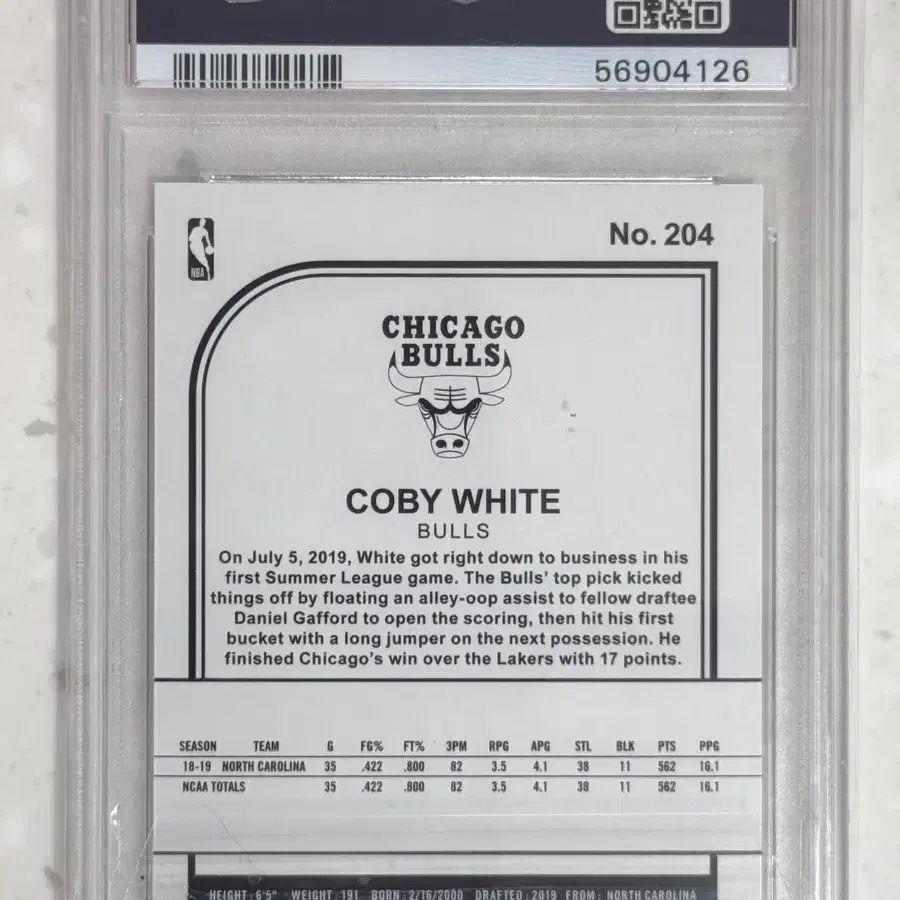 56904126
NBA
No. 204
CHICAGO
BULLS
COBY WHITE
BULLS
On July 5, 2019, White got right down to business in his
first Summer League game. The Bulls' top pick kicked
things off by floating an alley-oop assist to fellow draftee
Daniel Gafford to open the scoring, then hit his first
bucket with a long jumper on the next possession. He
finished Chicago's win over the Lakers with 17 points.
SEASON TEAM G FG% FT% 3PM RPG APG STL BLK PTS PPG
18-19 NORTH CAROLINA 35 .422 .800 82 3.5 4.1 38 11 562 16.1
NCAA TOTALS 35 .422 .800 82 3.5 4.1 38 11 562 16.1
HEIGHT: 6'5" WEIGHT: 191 BORN: 2/16/2000 DRAFTED: 2019 FROM: NORTH CAROLINA